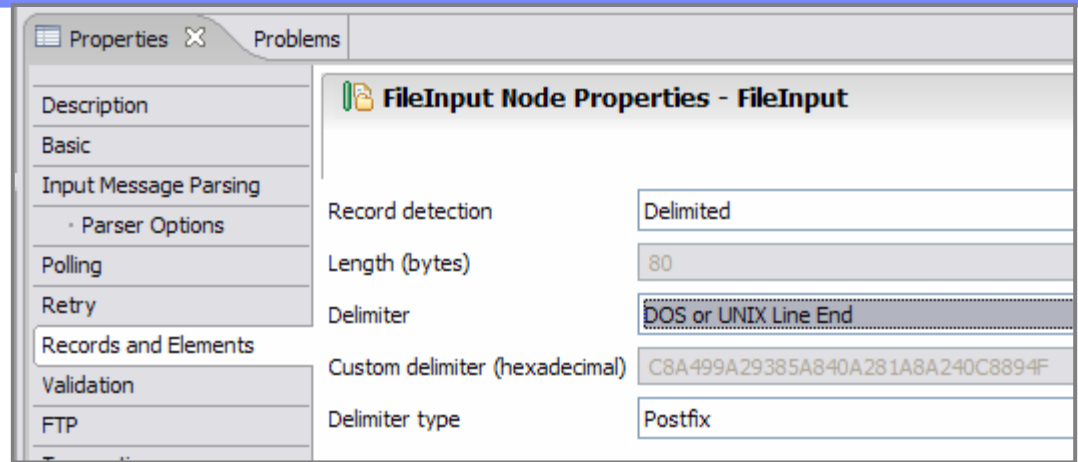 Properties Problems
Description
Basic
Input Message Parsing
· Parser Options
Polling
Retry
Records and Elements
Validation
FTP
FileInput Node Properties - FileInput
Record detection Delimited
Length (bytes) 80
Delimiter DOS or UNIX Line End
Custom delimiter (hexadecimal) C8A499A29385A840A281A8A240C8894F
Delimiter type Postfix